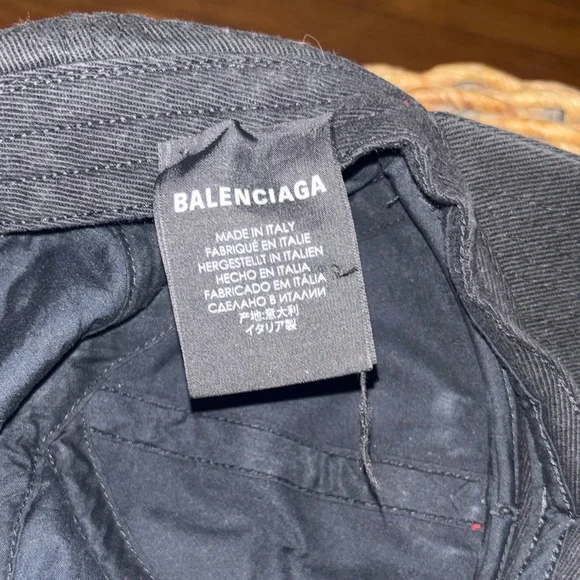 BALENCIAGA
MADE IN ITALY
FABRIQUÉ EN ITALIE
HERGESTELLT IN ITALIEN
HECHO EN ITALIA
FABRICADO EM ITÁLIA
СДЕЛАНО В ИТАЛИИ
产地:意大利
イタリア製